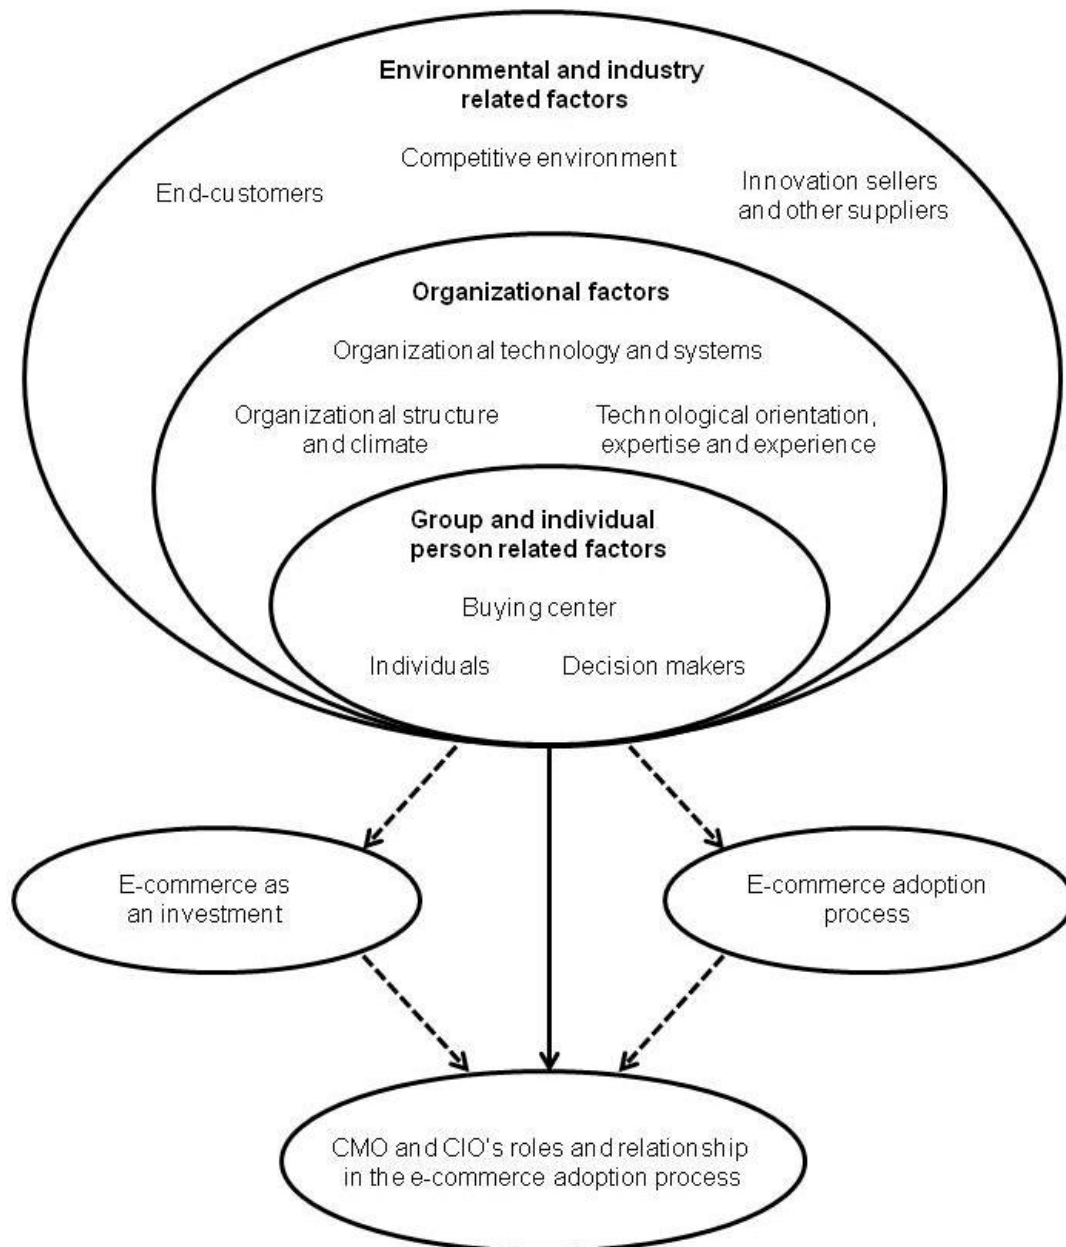 Environmental and industry
related factors
Competitive environment
End-customers
Innovation sellers
and other suppliers
Organizational factors
Organizational technology and systems
Organizational structure
and climate
Technological orientation,
expertise and experience
Group and individual
person related factors
Buying center
Individuals
Decision makers
E-commerce as
an investment
E-commerce adoption
process
CMO and CIO's roles and relationship
in the e-commerce adoption process